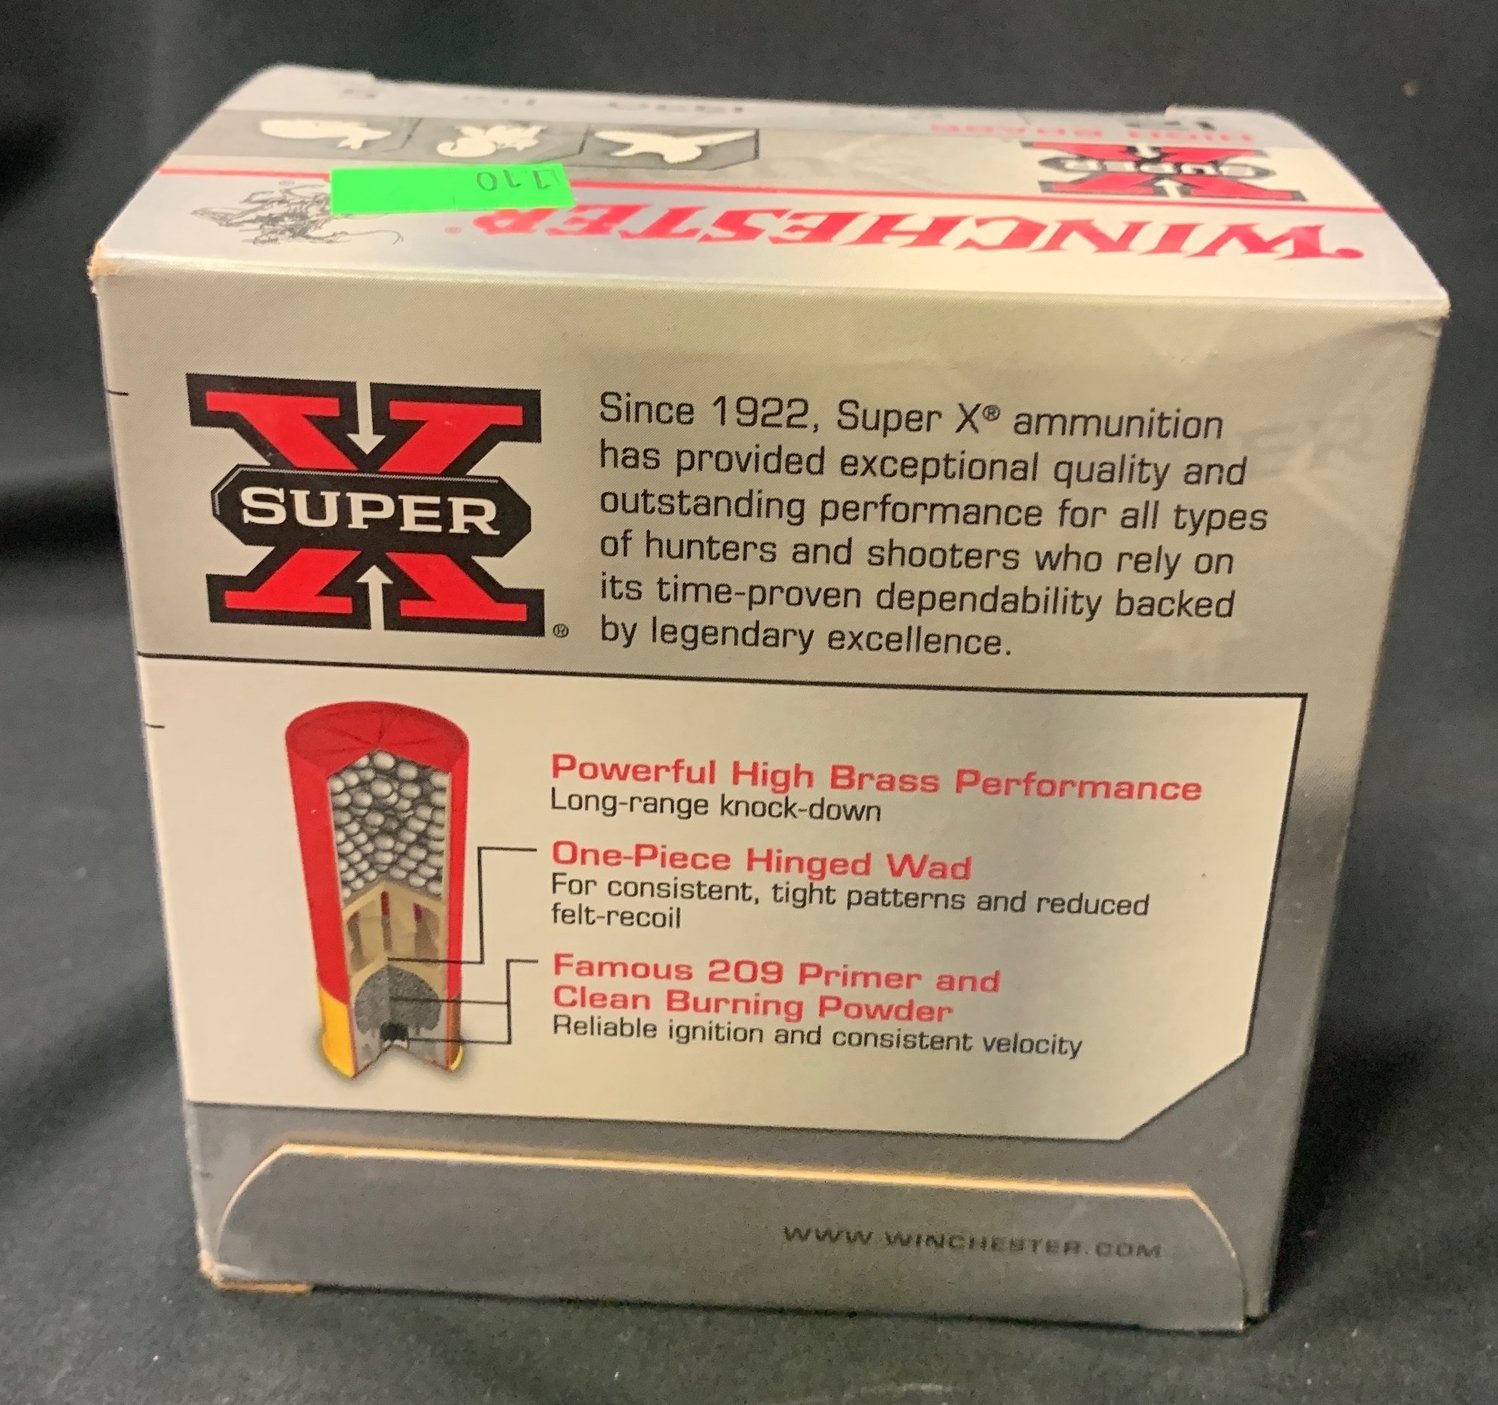 WINCHESTER®
SUPER X
HIGH BRASS
1.10
SUPER X®
Since 1922, Super X® ammunition
has provided exceptional quality and
outstanding performance for all types
of hunters and shooters who rely on
its time-proven dependability backed
by legendary excellence.
Powerful High Brass Performance
Long-range knock-down
One-Piece Hinged Wad
For consistent, tight patterns and reduced
felt-recoil
Famous 209 Primer and
Clean Burning Powder
Reliable ignition and consistent velocity
WWW.WINCHESTER.COM